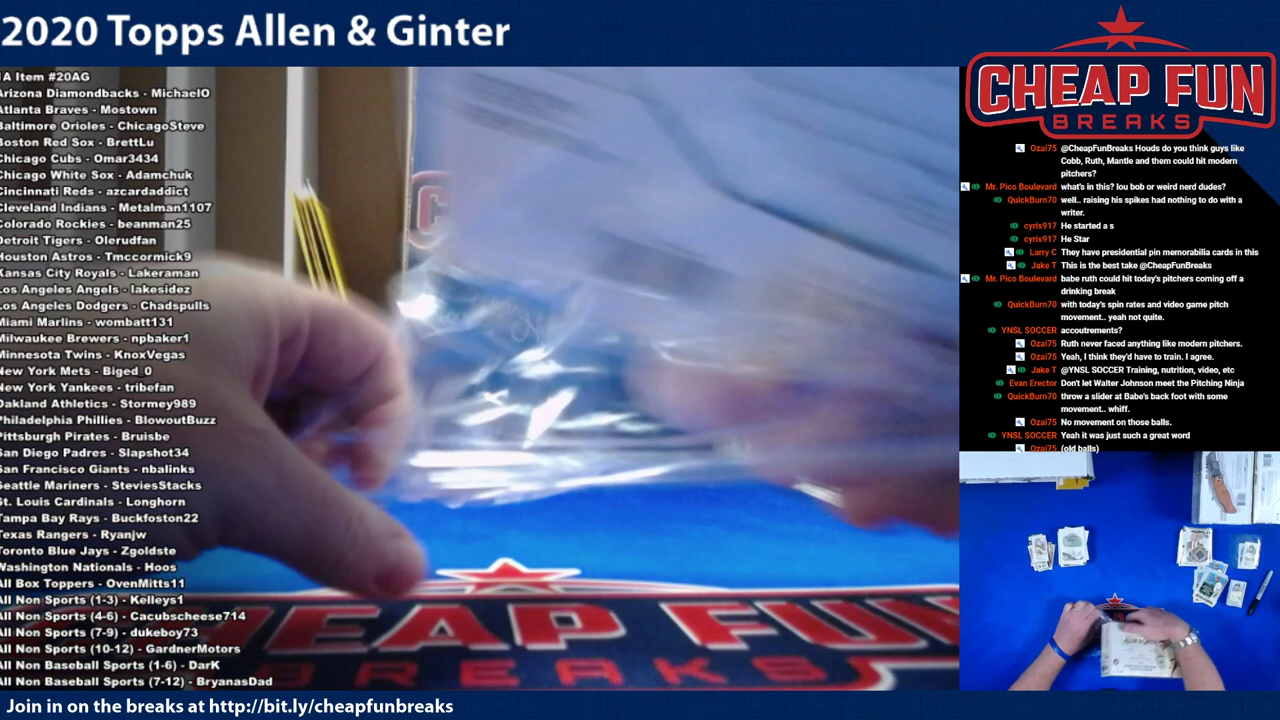 2020 Topps Allen & Ginter
1A Item #20AG
Arizona Diamondbacks - MichaelO
Atlanta Braves - Mostown
Baltimore Orioles - ChicagoSteve
Boston Red Sox - BrettLu
Chicago Cubs - Omar3434
Chicago White Sox - Adamchuk
Cincinnati Reds - azcardaddict
Cleveland Indians - Metalman1107
Colorado Rockies - beanman25
Detroit Tigers - Olerudfan
Houston Astros - Tmccormick9
Kansas City Royals - Lakeraman
Los Angeles Angels - lakesidez
Los Angeles Dodgers - Chadspulls
Miami Marlins - wombatt131
Milwaukee Brewers - npbaker1
Minnesota Twins - KnoxVegas
New York Mets - Biged_0
New York Yankees - tribefan
Oakland Athletics - Stormey989
Philadelphia Phillies - BlowoutBuzz
Pittsburgh Pirates - Bruisbe
San Diego Padres - Slapshot34
San Francisco Giants - nbalinks
Seattle Mariners - SteviesStacks
St. Louis Cardinals - Longhorn
Tampa Bay Rays - Buckfoston22
Texas Rangers - Ryanjw
Toronto Blue Jays - Zgoldste
Washington Nationals - Hoos
All Box Toppers - OvenMitts11
All Non Sports (1-3) - Kelleys1
All Non Sports (4-6) - Cacubscheese714
All Non Sports (7-9) - dukeboy73
All Non Sports (10-12) - GardnerMotors
All Non Baseball Sports (1-6) - DarK
All Non Baseball Sports (7-12) - BryanasDad
CHEAP FUN
BREAKS
CHEAP FUN
BREAKS
Ozai75 @CheapFunBreaks Houds do you think guys like
Cobb, Ruth, Mantle and them could hit modern
pitchers?
Mr. Pico Boulevard what's in this? lou bob or weird nerd dudes?
QuickBurn70 well.. raising his spikes had nothing to do with a
writer.
cyris917 He started a s
cyris917 He Star
Larry C They have presidential pin memorabilia cards in this
Jake T This is the best take @CheapFunBreaks
Mr. Pico Boulevard babe ruth could hit today's pitchers coming off a
drinking break
QuickBurn70 with today's spin rates and video game pitch
movement.. yeah not quite.
YNSL SOCCER accoutrements?
Ozai75 Ruth never faced anything like modern pitchers.
Ozai75 Yeah, I think they'd have to train. I agree.
Jake T @YNSL SOCCER Training, nutrition, video, etc
Evan Erector Don't let Walter Johnson meet the Pitching Ninja
QuickBurn70 throw a slider at Babe's back foot with some
movement.. whiff.
Ozai75 No movement on those balls.
YNSL SOCCER Yeah it was just such a great word
Ozai75 (old balls)
Join in on the breaks at http://bit.ly/cheapfunbreaks